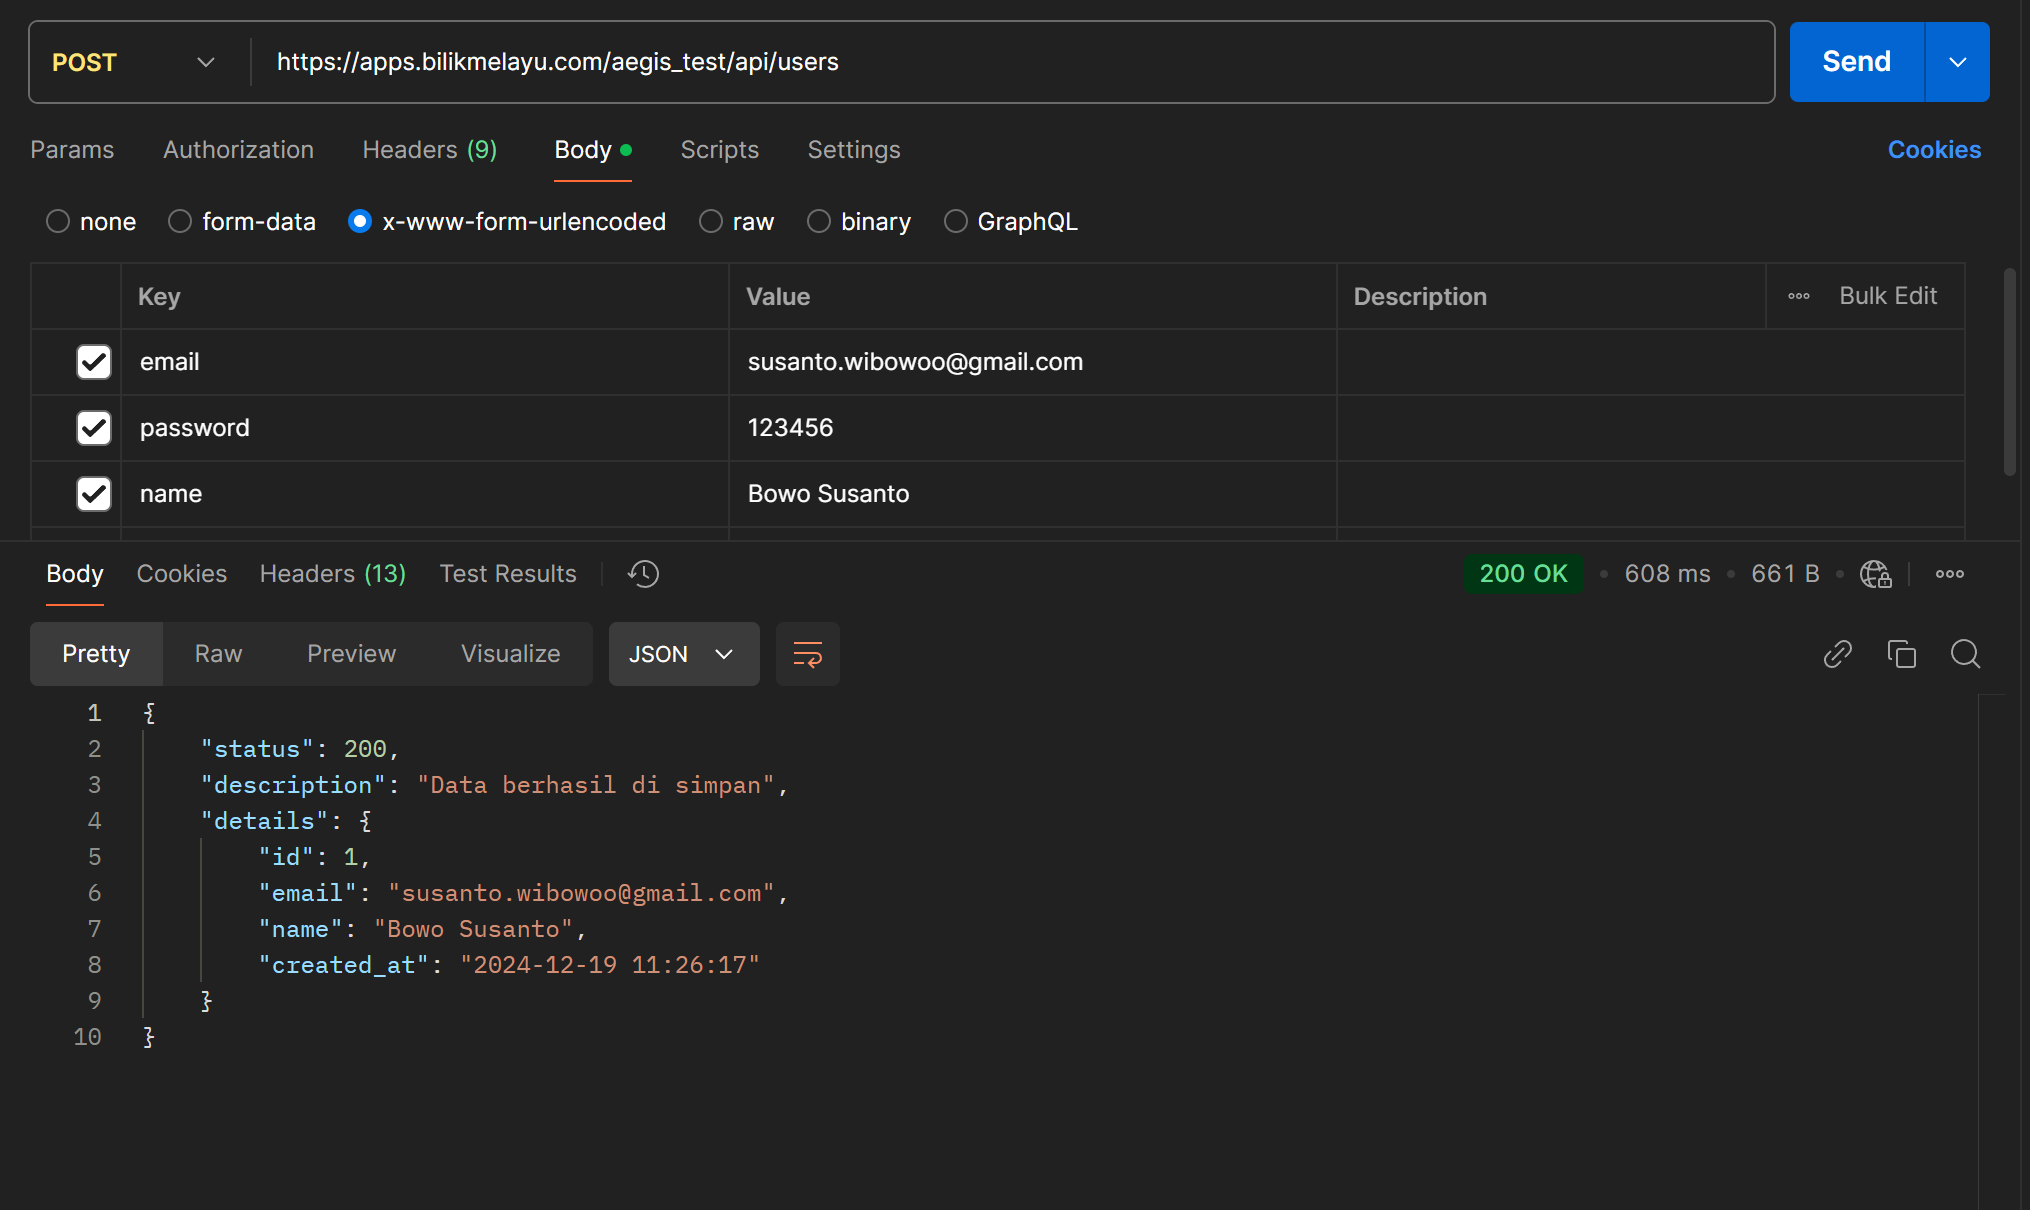 POST https://apps.bilikmelayu.com/aegis_test/api/users Send
Params Authorization Headers (9) Body Scripts Settings Cookies
none form-data x-www-form-urlencoded raw binary GraphQL
Key Value Description Bulk Edit
email susanto.wibowoo@gmail.com
password 123456
name Bowo Susanto
Body Cookies Headers (13) Test Results 200 OK 608 ms 661 B
Pretty Raw Preview Visualize JSON
1 {
2 "status": 200,
3 "description": "Data berhasil di simpan",
4 "details": {
5 "id": 1,
6 "email": "susanto.wibowoo@gmail.com",
7 "name": "Bowo Susanto",
8 "created_at": "2024-12-19 11:26:17"
9 }
10 }